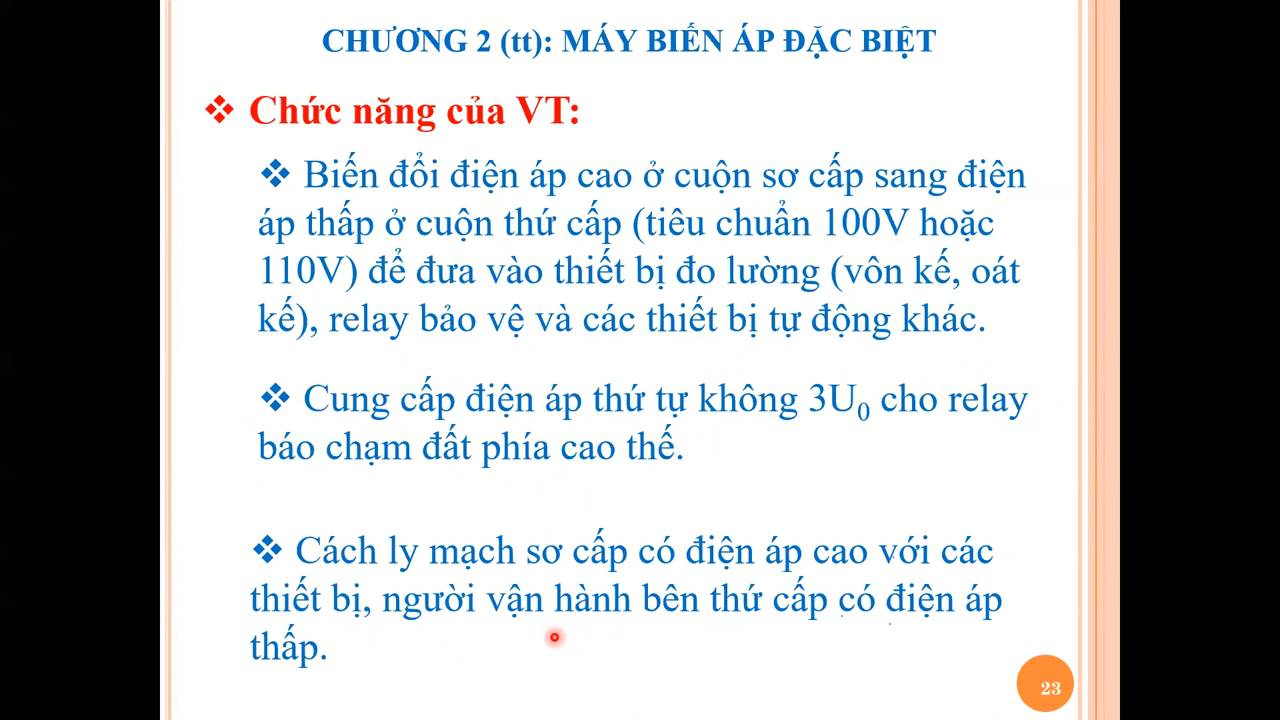 CHƯƠNG 2 (tt): MÁY BIẾN ÁP ĐẶC BIỆT
❖ Chức năng của VT:
❖ Biến đổi điện áp cao ở cuộn sơ cấp sang điện
áp thấp ở cuộn thứ cấp (tiêu chuẩn 100V hoặc
110V) để đưa vào thiết bị đo lường (vôn kế, oát
kế), relay bảo vệ và các thiết bị tự động khác.
❖ Cung cấp điện áp thứ tự không 3U₀ cho relay
báo chạm đất phía cao thế.
❖ Cách ly mạch sơ cấp có điện áp cao với các
thiết bị, người vận hành bên thứ cấp có điện áp
thấp.
23